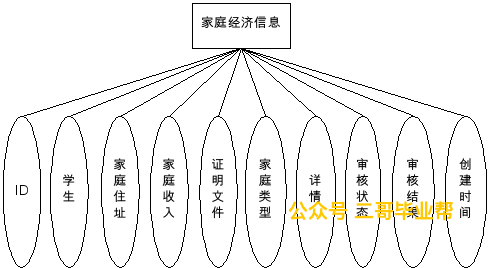 家庭经济信息
ID
学生
家庭住址
家庭收入
证明文件
家庭类型
详情
审核状态
审核结果
创建时间
公众号 二哥毕业帮